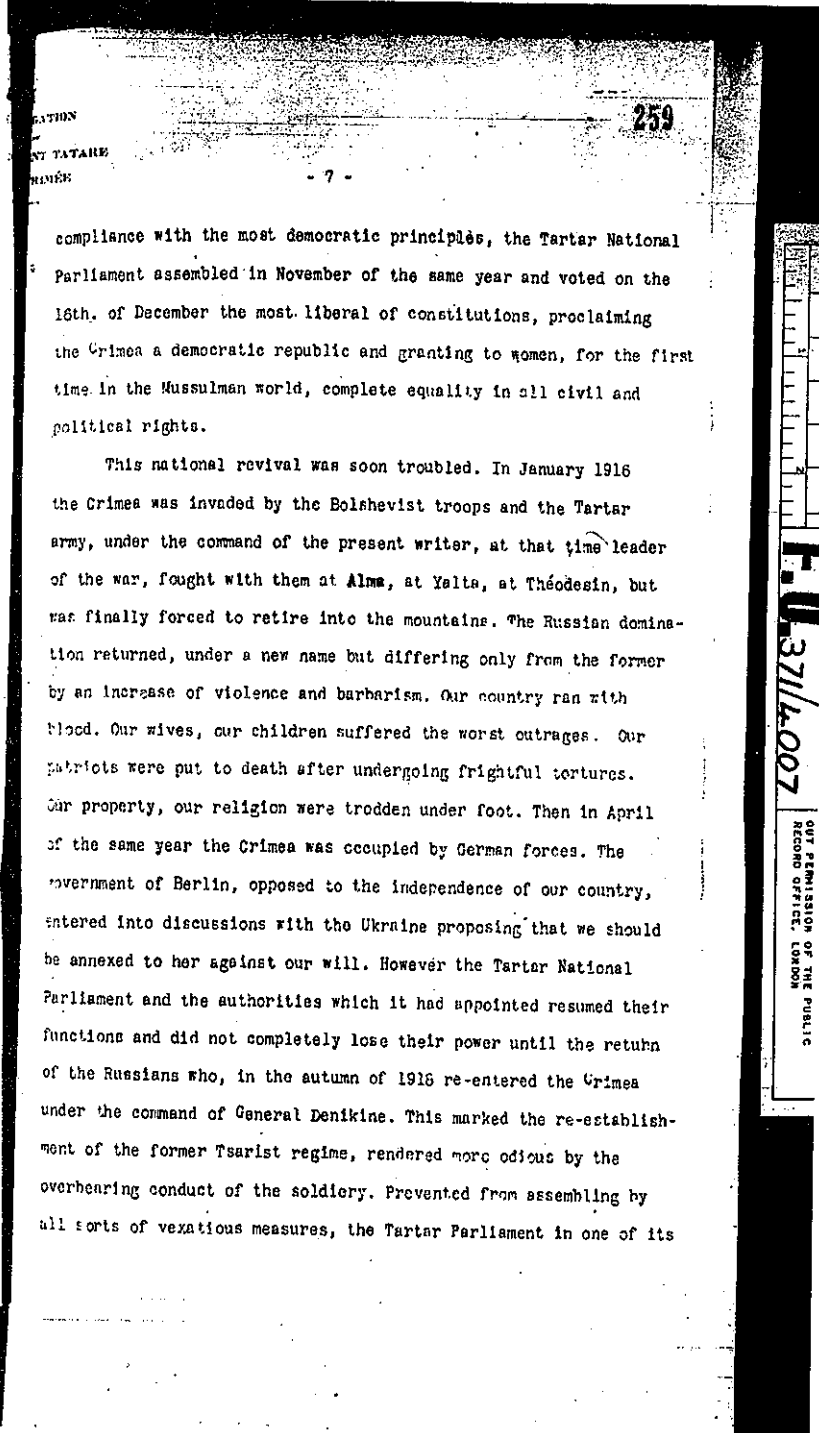 GATION
259
NT TATARE
RIMÉE
- 7 -
compliance with the most democratic principles, the Tartar National
Parliament assembled in November of the same year and voted on the
16th. of December the most liberal of constitutions, proclaiming
the Crimea a democratic republic and granting to women, for the first
time in the Mussulman world, complete equality in all civil and
political rights.
This national revival was soon troubled. In January 1918
the Crimea was invaded by the Bolshevist troops and the Tartar
army, under the command of the present writer, at that time leader
of the war, fought with them at Alma, at Yalta, at Théodesin, but
was finally forced to retire into the mountains. The Russian domina-
tion returned, under a new name but differing only from the former
by an increase of violence and barbarism. Our country ran with
blood. Our wives, our children suffered the worst outrages. Our
patriots were put to death after undergoing frightful tortures.
Our property, our religion were trodden under foot. Then in April
of the same year the Crimea was occupied by German forces. The
government of Berlin, opposed to the independence of our country,
entered into discussions with the Ukraine proposing that we should
be annexed to her against our will. However the Tartar National
Parliament and the authorities which it had appointed resumed their
functions and did not completely lose their power until the retuhn
of the Russians who, in the autumn of 1918 re-entered the Crimea
under the command of General Denikine. This marked the re-establish-
ment of the former Tsarist regime, rendered more odious by the
overbearing conduct of the soldiery. Prevented from assembling by
all sorts of vexatious measures, the Tartar Parliament in one of its
F.O. 371/4007
OUT PERMISSION OF THE PUBLIC
RECORD OFFICE, LONDON